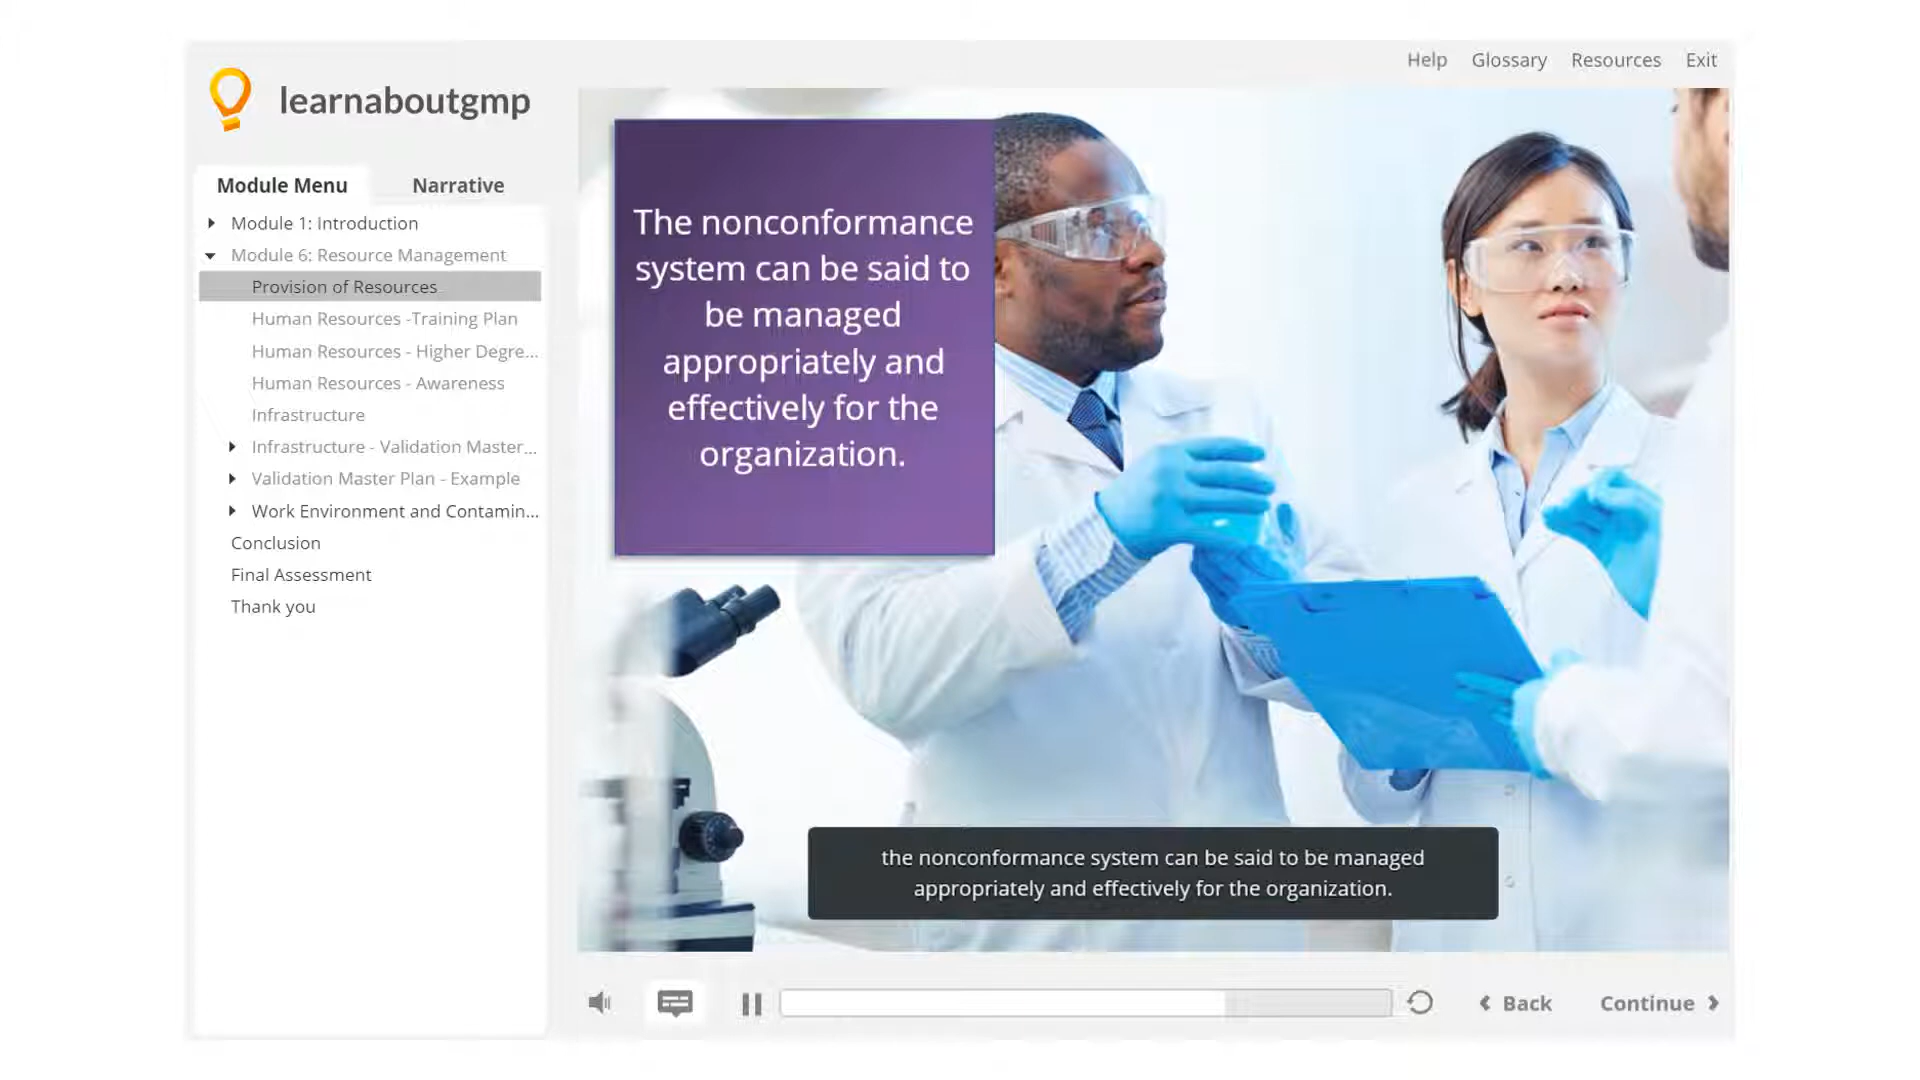 Help Glossary Resources Exit
learnaboutgmp
Module Menu Narrative
Module 1: Introduction
Module 6: Resource Management
Provision of Resources
Human Resources -Training Plan
Human Resources - Higher Degre...
Human Resources - Awareness
Infrastructure
Infrastructure - Validation Master...
Validation Master Plan - Example
Work Environment and Contamin...
Conclusion
Final Assessment
Thank you
The nonconformance
system can be said to
be managed
appropriately and
effectively for the
organization.
the nonconformance system can be said to be managed
appropriately and effectively for the organization.
Back Continue